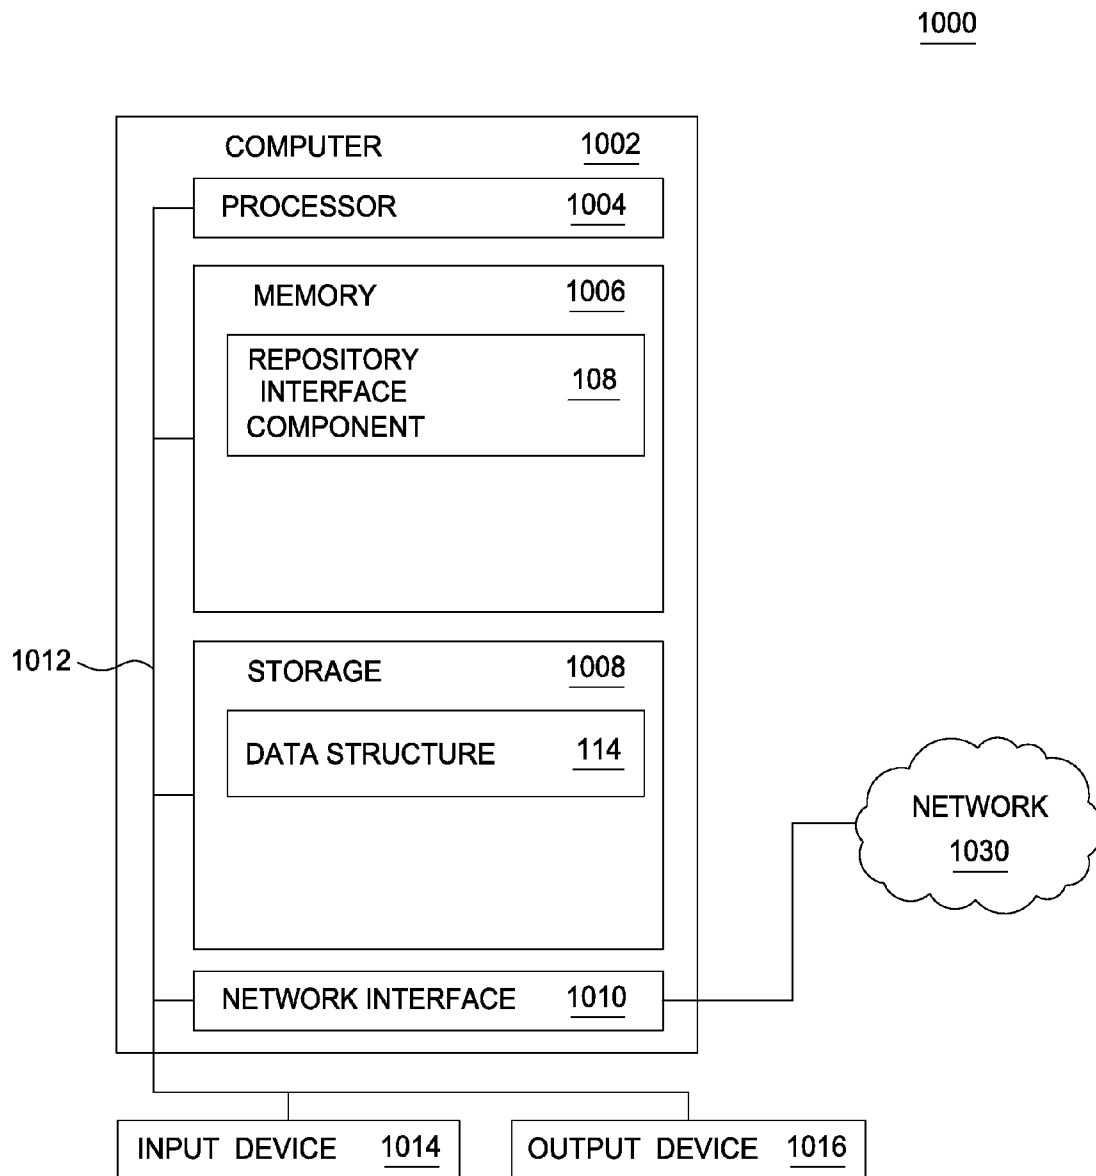 1000
COMPUTER 1002
PROCESSOR 1004
MEMORY 1006
REPOSITORY
INTERFACE 108
COMPONENT
1012
STORAGE 1008
DATA STRUCTURE 114
NETWORK
1030
NETWORK INTERFACE 1010
INPUT DEVICE 1014
OUTPUT DEVICE 1016